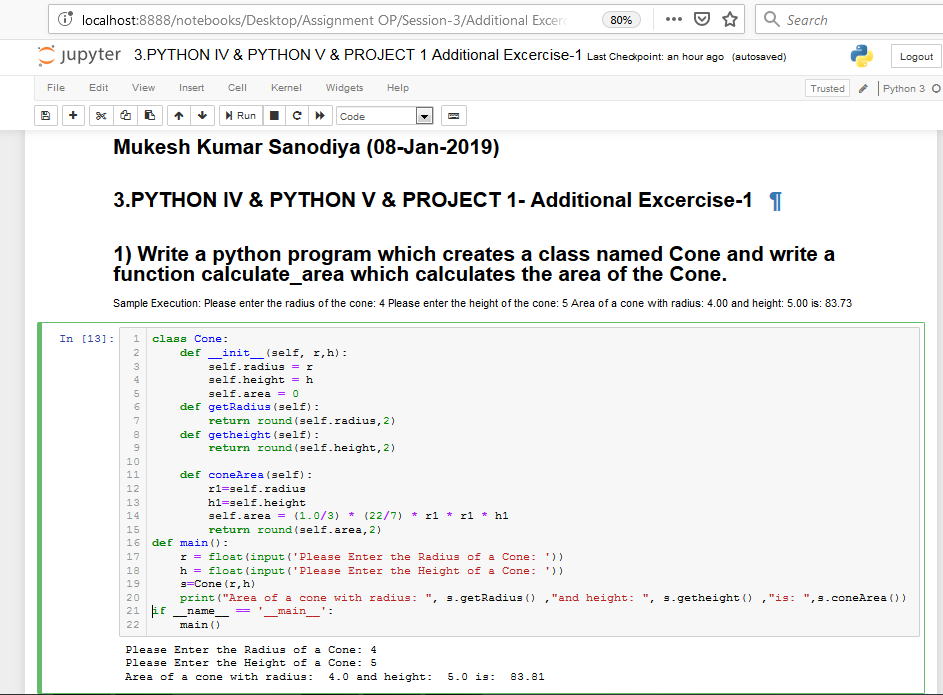 localhost:8888/notebooks/Desktop/Assignment OP/Session-3/Additional Exce 80% Search
jupyter 3.PYTHON IV & PYTHON V & PROJECT 1 Additional Excercise-1 Last Checkpoint: an hour ago (autosaved) Logout
File Edit View Insert Cell Kernel Widgets Help Trusted Python 3
Run Code
Mukesh Kumar Sanodiya (08-Jan-2019)
3.PYTHON IV & PYTHON V & PROJECT 1- Additional Excercise-1 ¶
1) Write a python program which creates a class named Cone and write a
function calculate_area which calculates the area of the Cone.
Sample Execution: Please enter the radius of the cone: 4 Please enter the height of the cone: 5 Area of a cone with radius: 4.00 and height: 5.00 is: 83.73
In [13]: 1 class Cone:
2     def __init__(self, r,h):
3         self.radius = r
4         self.height = h
5         self.area = 0
6     def getRadius(self):
7         return round(self.radius,2)
8     def getheight(self):
9         return round(self.height,2)
10
11     def coneArea(self):
12         r1=self.radius
13         h1=self.height
14         self.area = (1.0/3) * (22/7) * r1 * r1 * h1
15         return round(self.area,2)
16 def main():
17     r = float(input('Please Enter the Radius of a Cone: '))
18     h = float(input('Please Enter the Height of a Cone: '))
19     s=Cone(r,h)
20     print("Area of a cone with radius: ", s.getRadius() ,"and height: ", s.getheight() ,"is: ",s.coneArea())
21 if __name__ == '__main__':
22     main()
Please Enter the Radius of a Cone: 4
Please Enter the Height of a Cone: 5
Area of a cone with radius:  4.0 and height:  5.0 is:  83.81